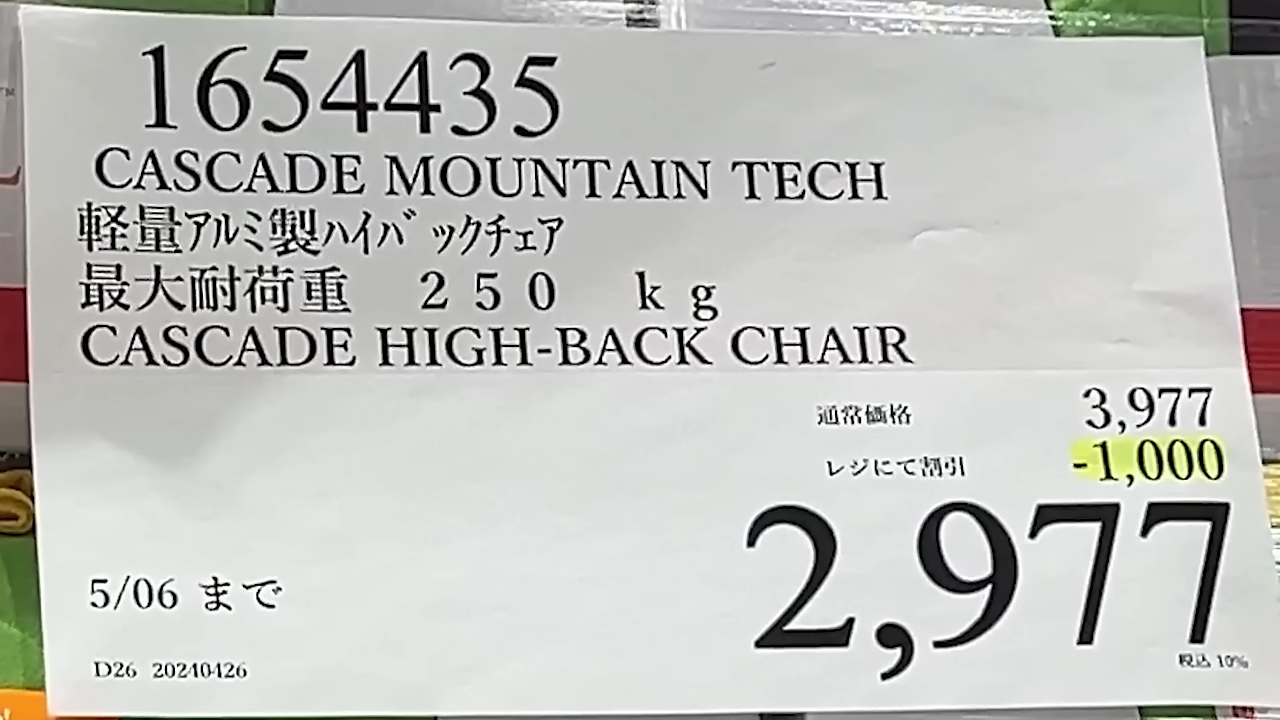 1654435
CASCADE MOUNTAIN TECH
軽量ｱﾙﾐ製ﾊｲﾊﾞｯｸﾁｪｱ
最大耐荷重　２５０　ｋｇ
CASCADE HIGH-BACK CHAIR
通常価格 3,977
レジにて割引 -1,000
2,977
税込 10%
5/06 まで
D26 20240426